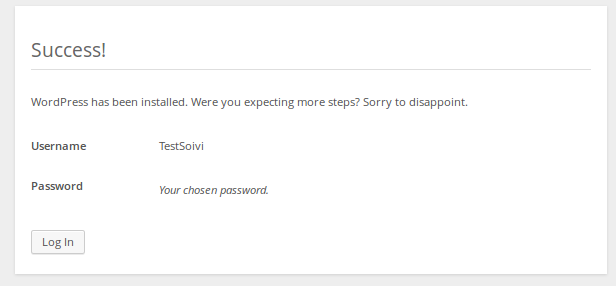 Success!
WordPress has been installed. Were you expecting more steps? Sorry to disappoint.
Username TestSoivi
Password Your chosen password.
Log In